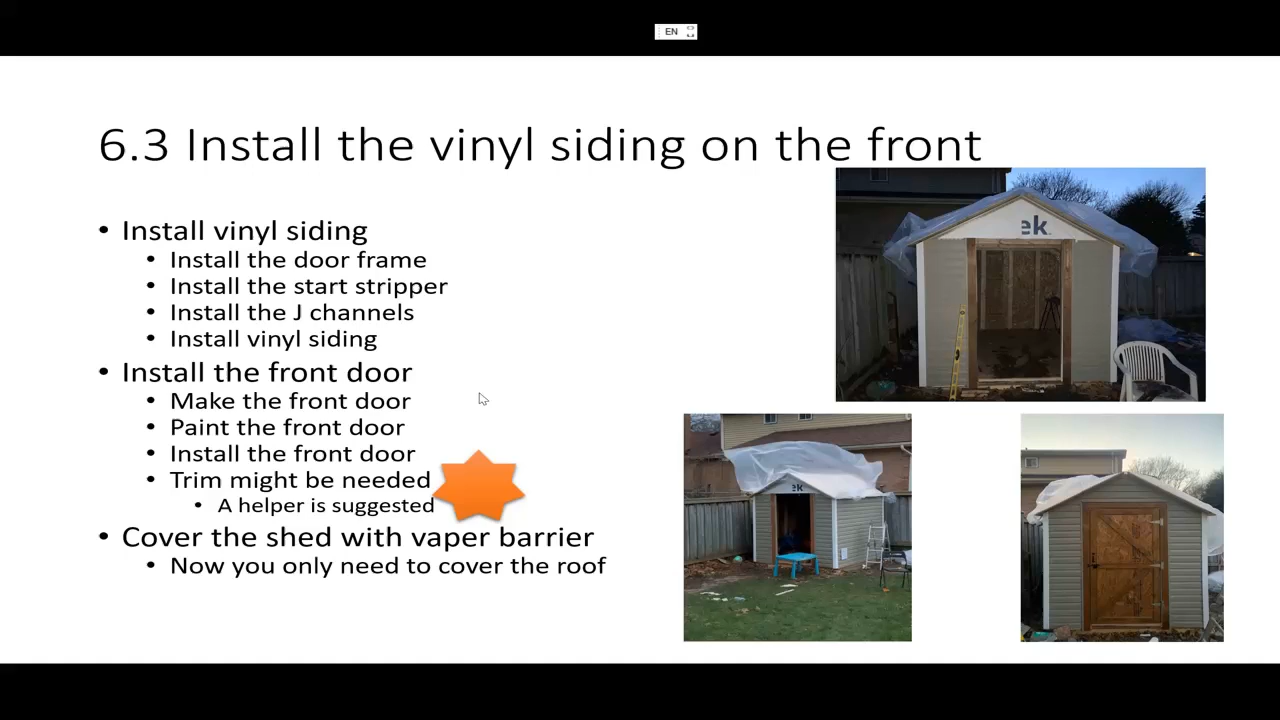 EN
6.3 Install the vinyl siding on the front
• Install vinyl siding
• Install the door frame
• Install the start stripper
• Install the J channels
• Install vinyl siding
• Install the front door
• Make the front door
• Paint the front door
• Install the front door
• Trim might be needed
• A helper is suggested
• Cover the shed with vaper barrier
• Now you only need to cover the roof
ek
ek